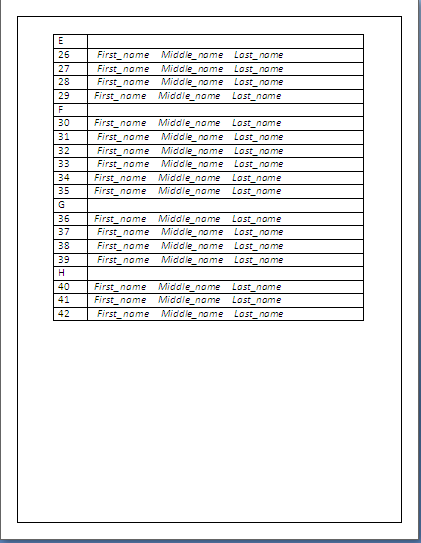 E
26 First_name Middle_name Last_name
27 First_name Middle_name Last_name
28 First_name Middle_name Last_name
29 First_name Middle_name Last_name
F
30 First_name Middle_name Last_name
31 First_name Middle_name Last_name
32 First_name Middle_name Last_name
33 First_name Middle_name Last_name
34 First_name Middle_name Last_name
35 First_name Middle_name Last_name
G
36 First_name Middle_name Last_name
37 First_name Middle_name Last_name
38 First_name Middle_name Last_name
39 First_name Middle_name Last_name
H
40 First_name Middle_name Last_name
41 First_name Middle_name Last_name
42 First_name Middle_name Last_name